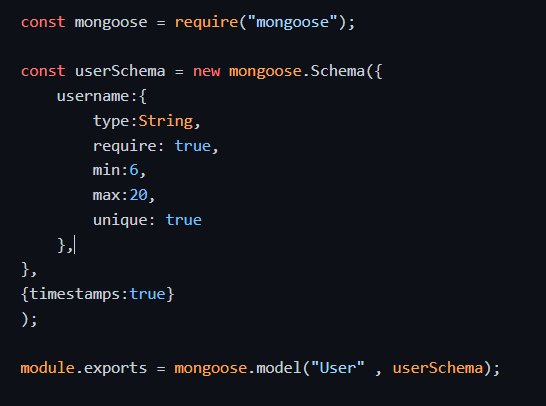 const mongoose = require("mongoose");
const userSchema = new mongoose.Schema({
username:{
type:String,
require: true,
min:6,
max:20,
unique: true
},
},
{timestamps:true}
);
module.exports = mongoose.model("User" , userSchema);